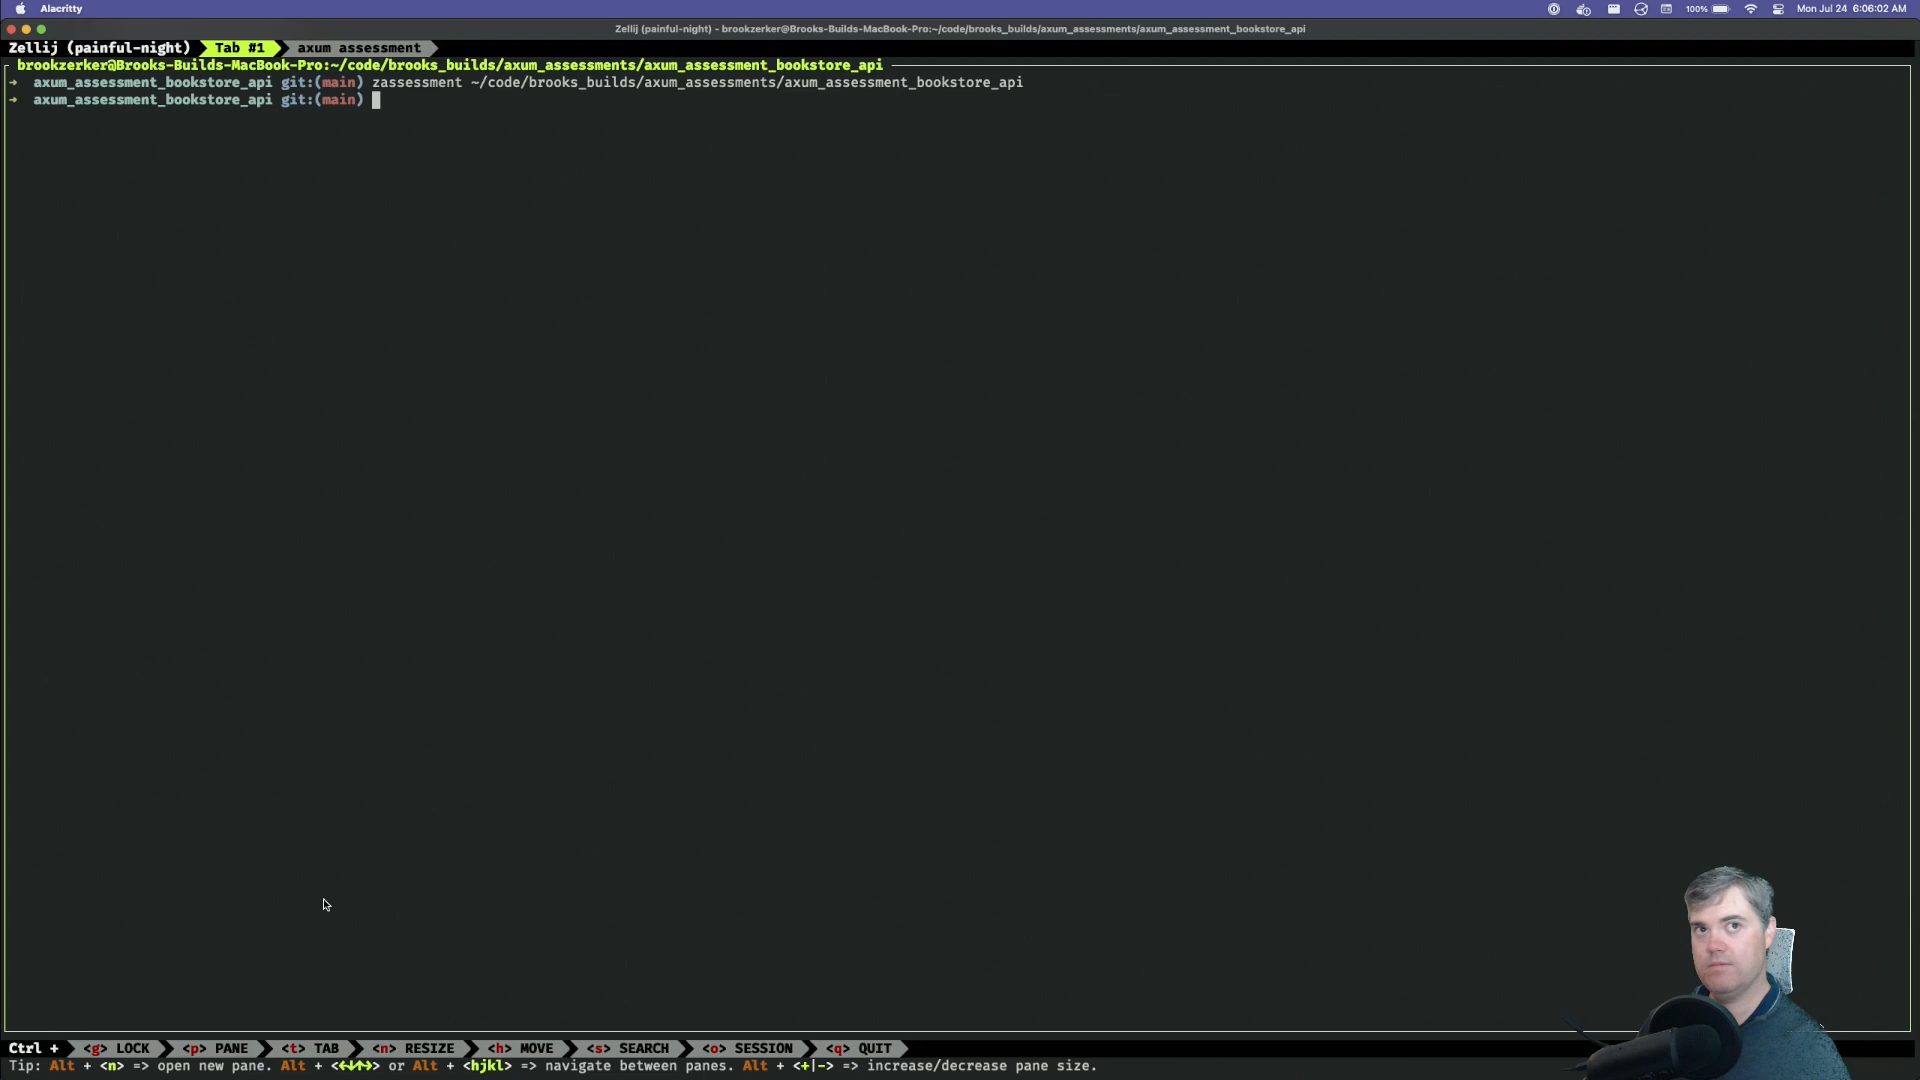 Alacritty
100%
Mon Jul 24 6:06:02 AM
Zellij (painful-night) - brookzerker@Brooks-Builds-MacBook-Pro:~/code/brooks_builds/axum_assessments/axum_assessment_bookstore_api
Zellij (painful-night) Tab #1 axum assessment
brookzerker@Brooks-Builds-MacBook-Pro:~/code/brooks_builds/axum_assessments/axum_assessment_bookstore_api
➜ axum_assessment_bookstore_api git:(main) zassessment ~/code/brooks_builds/axum_assessments/axum_assessment_bookstore_api
➜ axum_assessment_bookstore_api git:(main)
Ctrl + <g> LOCK <p> PANE <t> TAB <n> RESIZE <h> MOVE <s> SEARCH <o> SESSION <q> QUIT
Tip: Alt + <n> => open new pane. Alt + <←↓↑→> or Alt + <hjkl> => navigate between panes. Alt + <+|-> => increase/decrease pane size.